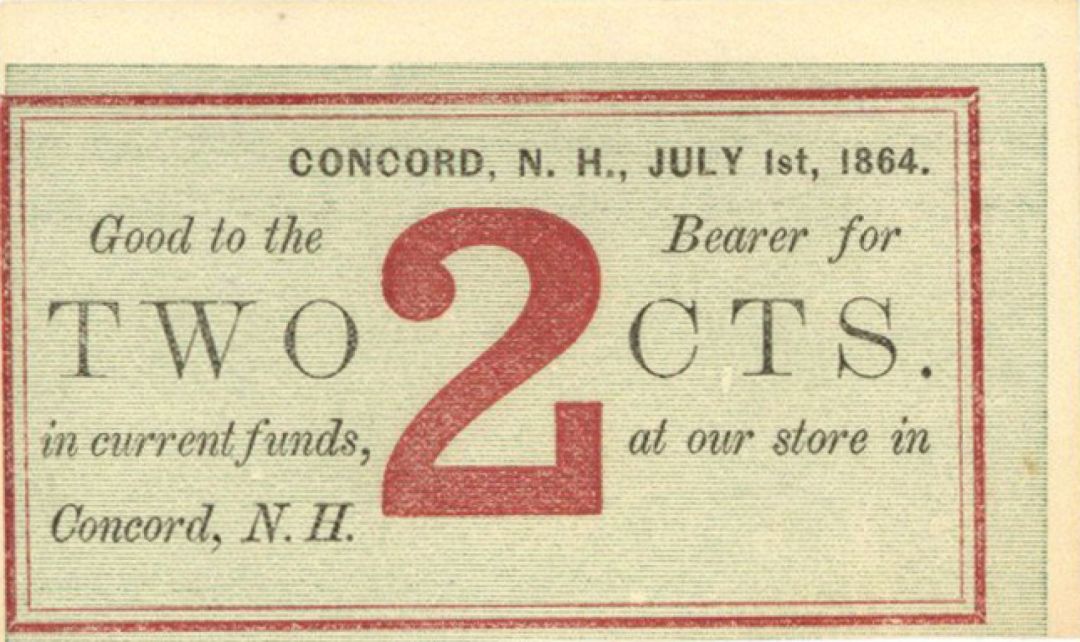 CONCORD, N. H., JULY 1st, 1864.
Good to the 2 Bearer for
TWO CTS.
in current funds, at our store in
Concord, N. H.